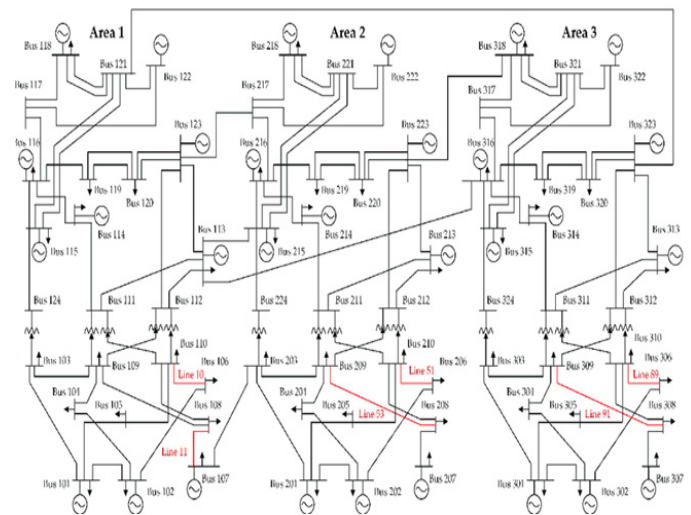 Area 1
Area 2
Area 3
Bus 118
Bus 121
Bus 122
Bus 117
Bus 123
Bus 119
Bus 120
Bus 114
Bus 115
Bus 113
Bus 124
Bus 111
Bus 112
Bus 110
Bus 103
Bus 109
Bus 106
Line 10
Bus 104
Bus 108
Line 11
Bus 107
Bus 101
Bus 102
Bus 221
Bus 222
Bus 217
Bus 216
Bus 223
Bus 219
Bus 220
Bus 214
Bus 215
Bus 213
Bus 224
Bus 211
Bus 212
Bus 210
Bus 203
Bus 209
Bus 206
Line 51
Bus 204
Bus 205
Line 53
Bus 208
Bus 207
Bus 201
Bus 202
Bus 318
Bus 321
Bus 322
Bus 317
Bus 316
Bus 323
Bus 319
Bus 320
Bus 314
Bus 315
Bus 313
Bus 324
Bus 311
Bus 312
Bus 310
Bus 303
Bus 309
Bus 306
Line 89
Bus 305
Line 91
Bus 308
Bus 307
Bus 301
Bus 302